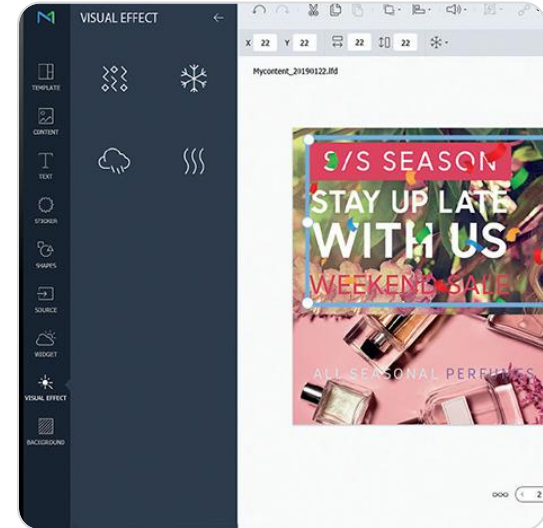 VISUAL EFFECT
X 22 Y 22 22 22
Mycontent_20190122.lfd
TEMPLATE
CONTENT
TEXT
STICKER
SHAPES
SOURCE
WIDGET
VISUAL EFFECT
BACKGROUND
S/S SEASON
STAY UP LATE
WITH US
WEEKEND SALE
ALL SEASONAL PERFUMES
2